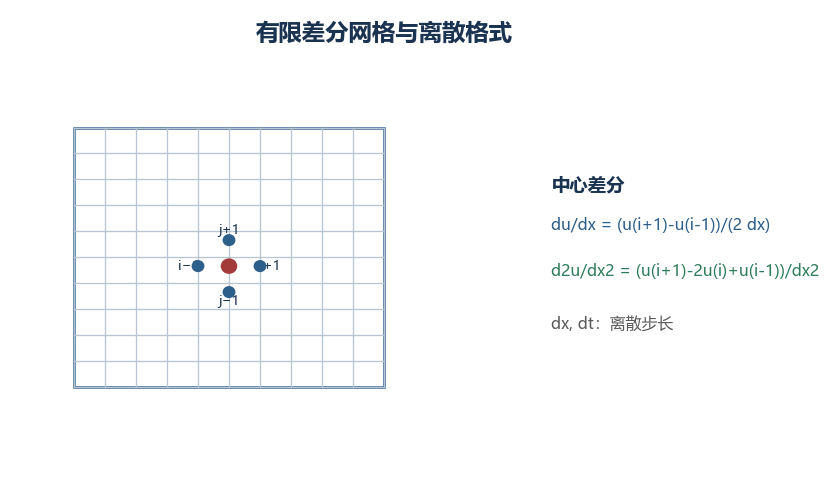 有限差分网格与离散格式
中心差分
du/dx = (u(i+1)-u(i-1))/(2 dx)
d2u/dx2 = (u(i+1)-2u(i)+u(i-1))/dx2
dx, dt：离散步长
j+1
i−
+1
j−1